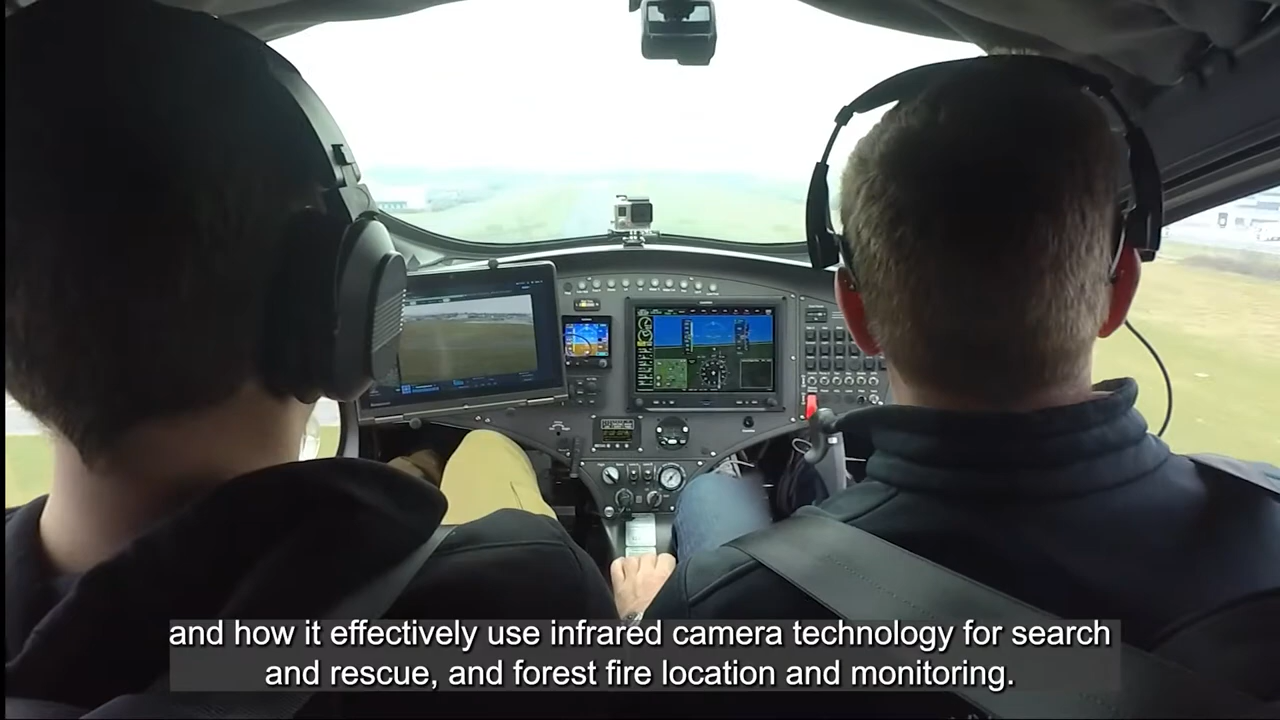 and how it effectively use infrared camera technology for search
and rescue, and forest fire location and monitoring.